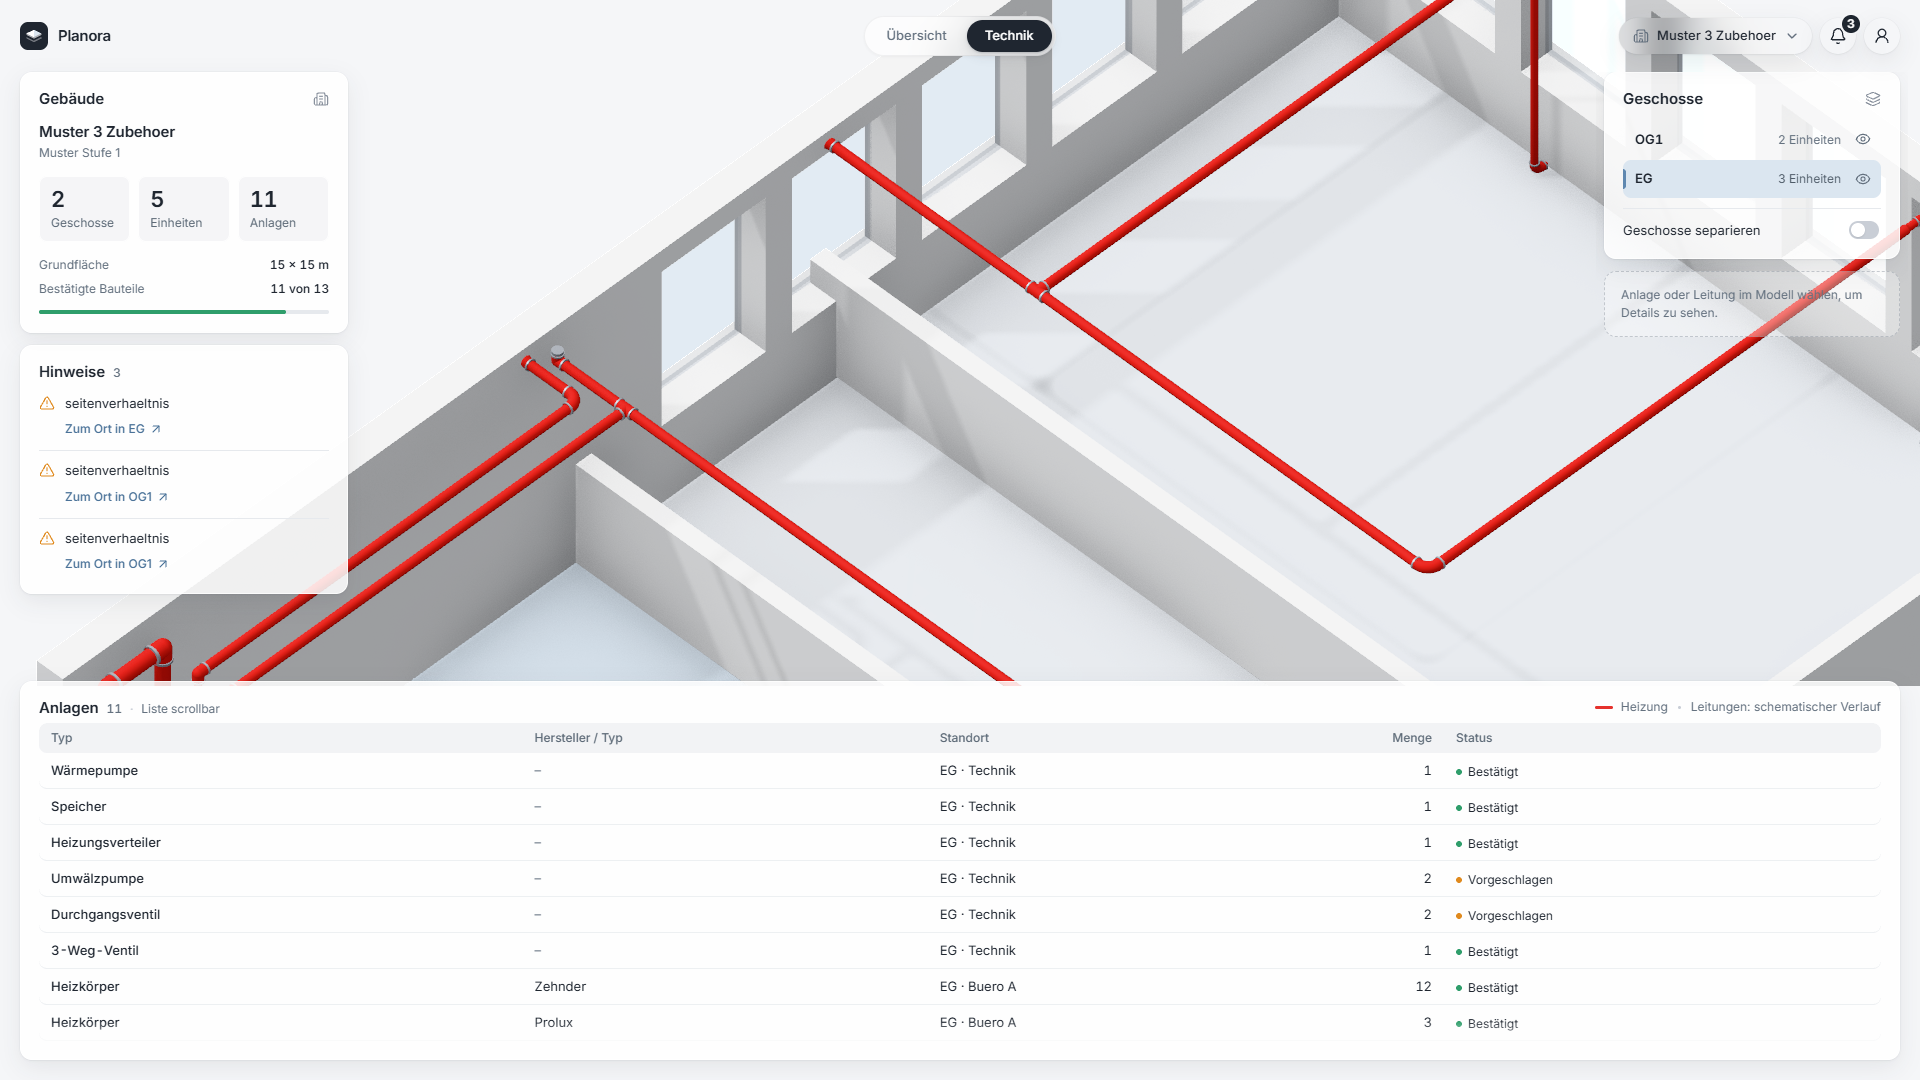 Planora
Übersicht
Technik
Muster 3 Zubehoer
3
Gebäude
Muster 3 Zubehoer
Muster Stufe 1
2
Geschosse
5
Einheiten
11
Anlagen
Grundfläche
15 × 15 m
Bestätigte Bauteile
11 von 13
Hinweise 3
seitenverhaeltnis
Zum Ort in EG
seitenverhaeltnis
Zum Ort in OG1
seitenverhaeltnis
Zum Ort in OG1
Geschosse
OG1 2 Einheiten
EG 3 Einheiten
Geschosse separieren
Anlage oder Leitung im Modell wählen, um
Details zu sehen.
Anlagen 11 · Liste scrollbar
Heizung • Leitungen: schematischer Verlauf
Typ Hersteller / Typ Standort Menge Status
Wärmepumpe – EG · Technik 1 Bestätigt
Speicher – EG · Technik 1 Bestätigt
Heizungsverteiler – EG · Technik 1 Bestätigt
Umwälzpumpe – EG · Technik 2 Vorgeschlagen
Durchgangsventil – EG · Technik 2 Vorgeschlagen
3-Weg-Ventil – EG · Technik 1 Bestätigt
Heizkörper Zehnder EG · Buero A 12 Bestätigt
Heizkörper Prolux EG · Buero A 3 Bestätigt